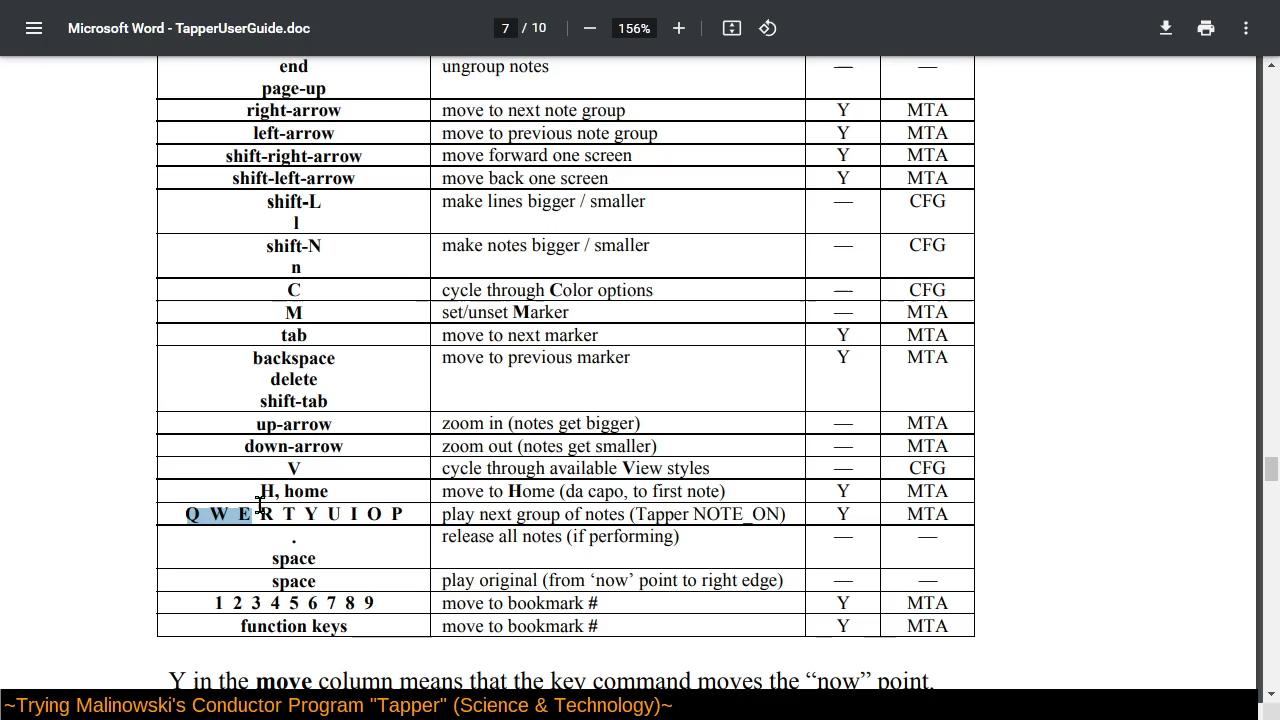 Microsoft Word - TapperUserGuide.doc
7 / 10
156%
end ungroup notes — —
page-up
right-arrow move to next note group Y MTA
left-arrow move to previous note group Y MTA
shift-right-arrow move forward one screen Y MTA
shift-left-arrow move back one screen Y MTA
shift-L make lines bigger / smaller — CFG
l
shift-N make notes bigger / smaller — CFG
n
C cycle through Color options — CFG
M set/unset Marker — MTA
tab move to next marker Y MTA
backspace move to previous marker Y MTA
delete
shift-tab
up-arrow zoom in (notes get bigger) — MTA
down-arrow zoom out (notes get smaller) — MTA
V cycle through available View styles — CFG
H, home move to Home (da capo, to first note) Y MTA
Q W E R T Y U I O P play next group of notes (Tapper NOTE_ON) Y MTA
. release all notes (if performing) — —
space
space play original (from ‘now’ point to right edge) — —
1 2 3 4 5 6 7 8 9 move to bookmark # Y MTA
function keys move to bookmark # Y MTA
Y in the move column means that the key command moves the “now” point.
~Trying Malinowski's Conductor Program "Tapper" (Science & Technology)~